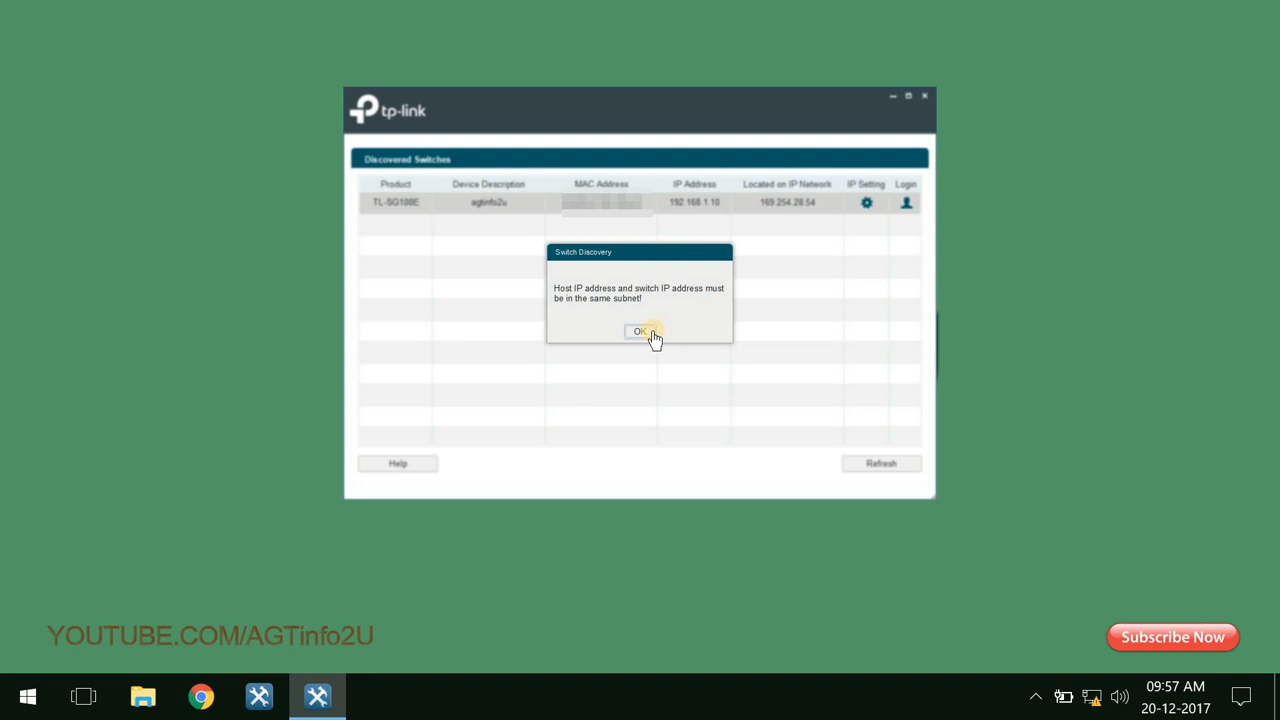 tp-link
Discovered Switches
Product Device Description MAC Address IP Address Located on IP Network IP Setting Login
TL-SG108E agtinfo2u 192.168.1.10 169.254.28.54
Switch Discovery
Host IP address and switch IP address must
be in the same subnet!
OK
Help Refresh
YOUTUBE.COM/AGTinfo2U
Subscribe Now
09:57 AM
20-12-2017